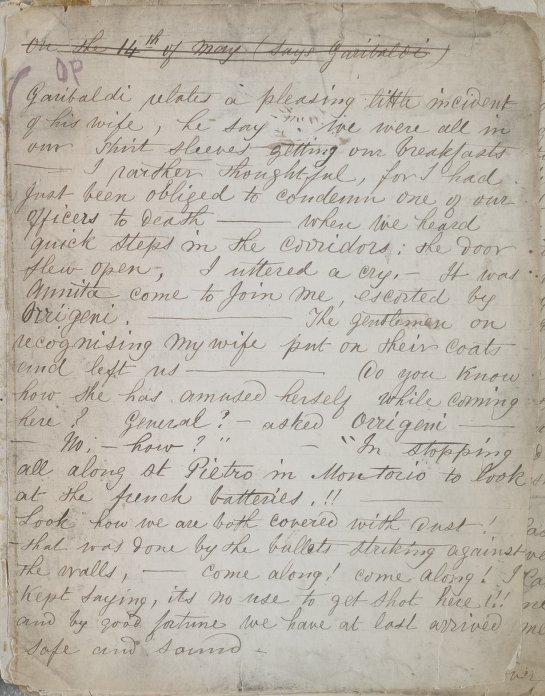 On the 14th of May (says Garibaldi)
OP
Garibaldi relates a pleasing little incident
of his wife, he say : we were all in
our shirt sleeves getting our breakfasts
— I rarther thoughtful, for I had
Just been obliged to condemn one of our
officers to death — when we heard
quick steps in the corridors: the door
flew open, I uttered a cry. — It was
Annita come to Join me, escorted by
Orrigeni. — The gentlemen on
recognising my wife put on their coats
and left us — Do you know
how she has amused herself while coming
here? General? — asked Orrigeni —
— No, — how? " — "In stopping
all along St Pietro in Montorio to look
at the french batteries.!! —
Look how we are both covered with dust!
— that was done by the bullets striking against
the walls, — come along! come along! I
Kept saying, its no use to get shot here!!!
and by good fortune we have at last arrived
safe and sound —